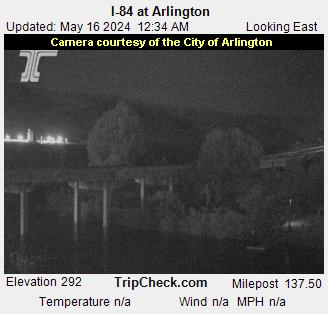 I-84 at Arlington
Updated: May 16 2024 12:34 AM Looking East
Camera courtesy of the City of Arlington
Elevation 292 TripCheck.com Milepost 137.50
Temperature n/a Wind n/a MPH n/a